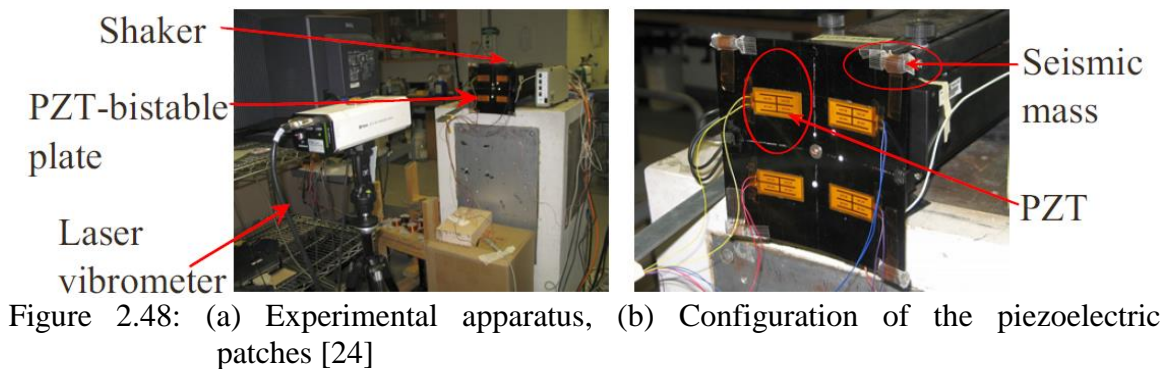 Shaker
PZT-bistable
plate
Laser
vibrometer
Seismic
mass
PZT
Figure 2.48: (a) Experimental apparatus, (b) Configuration of the piezoelectric
patches [24]